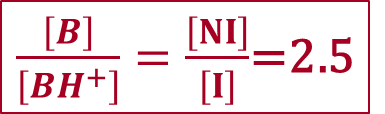 [B]/[BH⁺] = [NI]/[I] =2.5